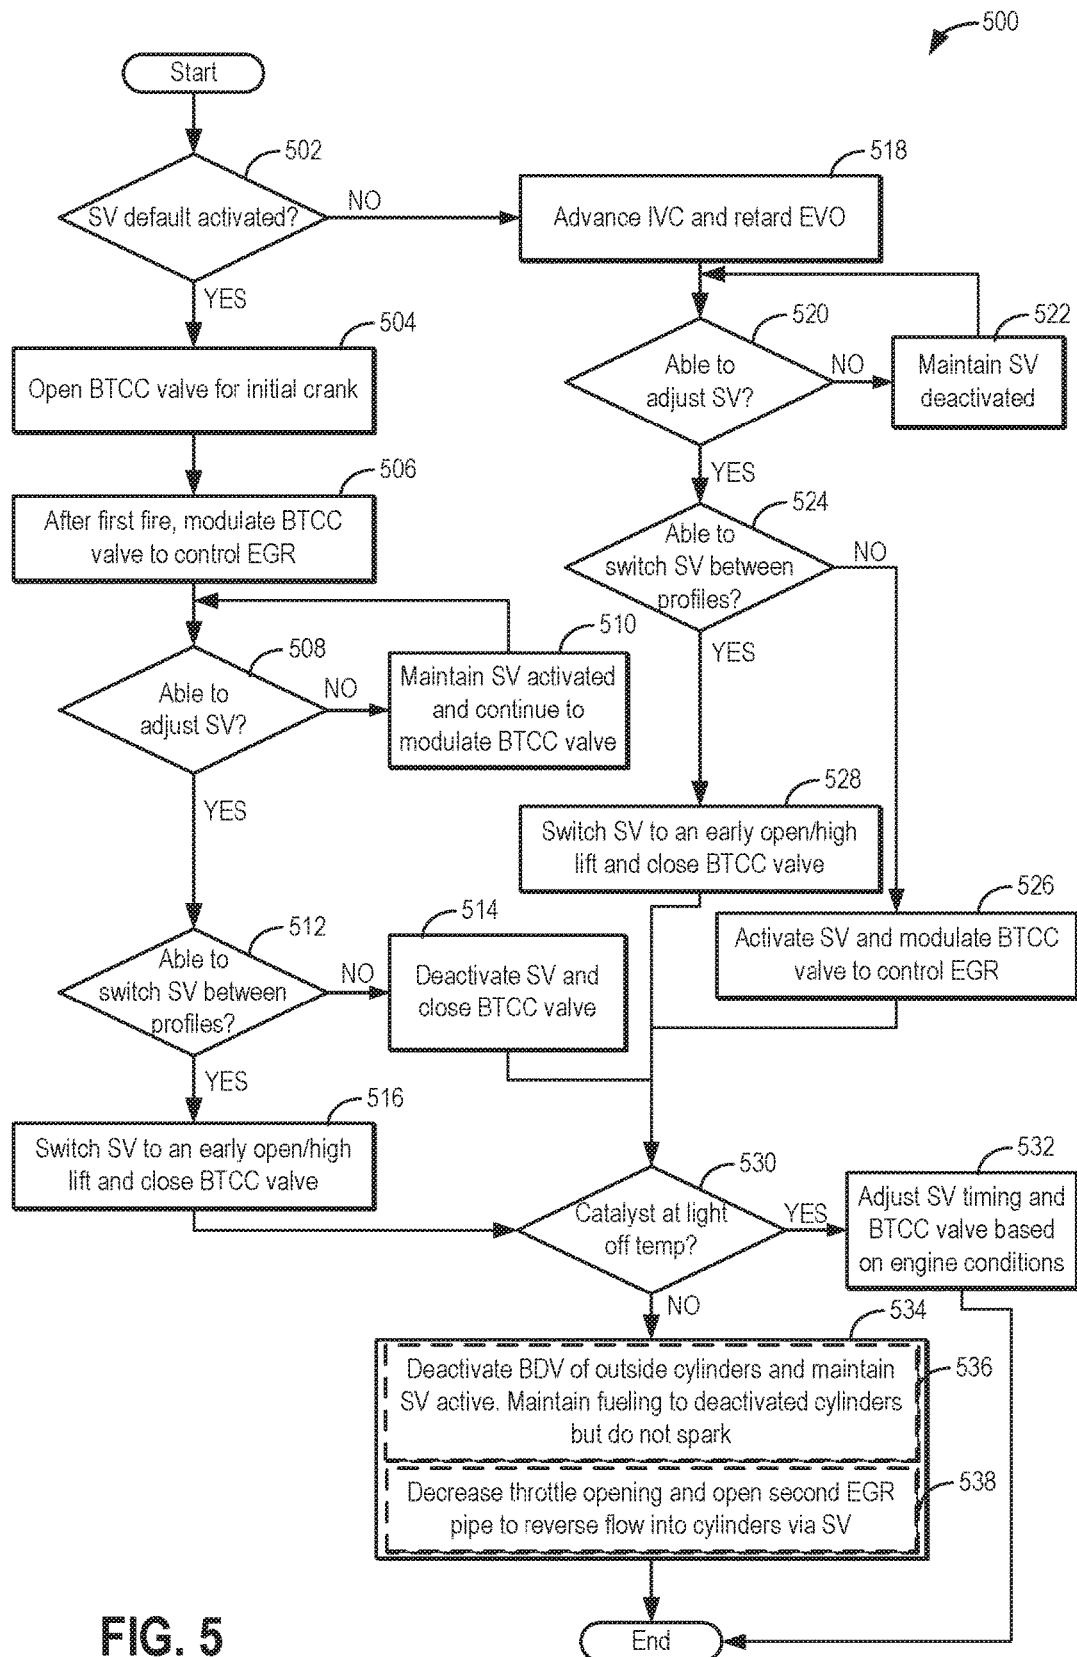 500
Start
502
SV default activated?
NO
518
Advance IVC and retard EVO
YES
504
Open BTCC valve for initial crank
520
Able to
adjust SV?
NO
522
Maintain SV
deactivated
YES
506
After first fire, modulate BTCC
valve to control EGR
524
Able to
switch SV between
profiles?
NO
YES
508
Able to
adjust SV?
NO
510
Maintain SV activated
and continue to
modulate BTCC valve
YES
528
Switch SV to an early open/high
lift and close BTCC valve
526
Activate SV and modulate BTCC
valve to control EGR
512
Able to
switch SV between
profiles?
NO
514
Deactivate SV and
close BTCC valve
YES
516
Switch SV to an early open/high
lift and close BTCC valve
530
Catalyst at light
off temp?
YES
532
Adjust SV timing and
BTCC valve based
on engine conditions
NO
534
Deactivate BDV of outside cylinders and maintain
SV active. Maintain fueling to deactivated cylinders
but do not spark
536
Decrease throttle opening and open second EGR
pipe to reverse flow into cylinders via SV
538
End
FIG. 5